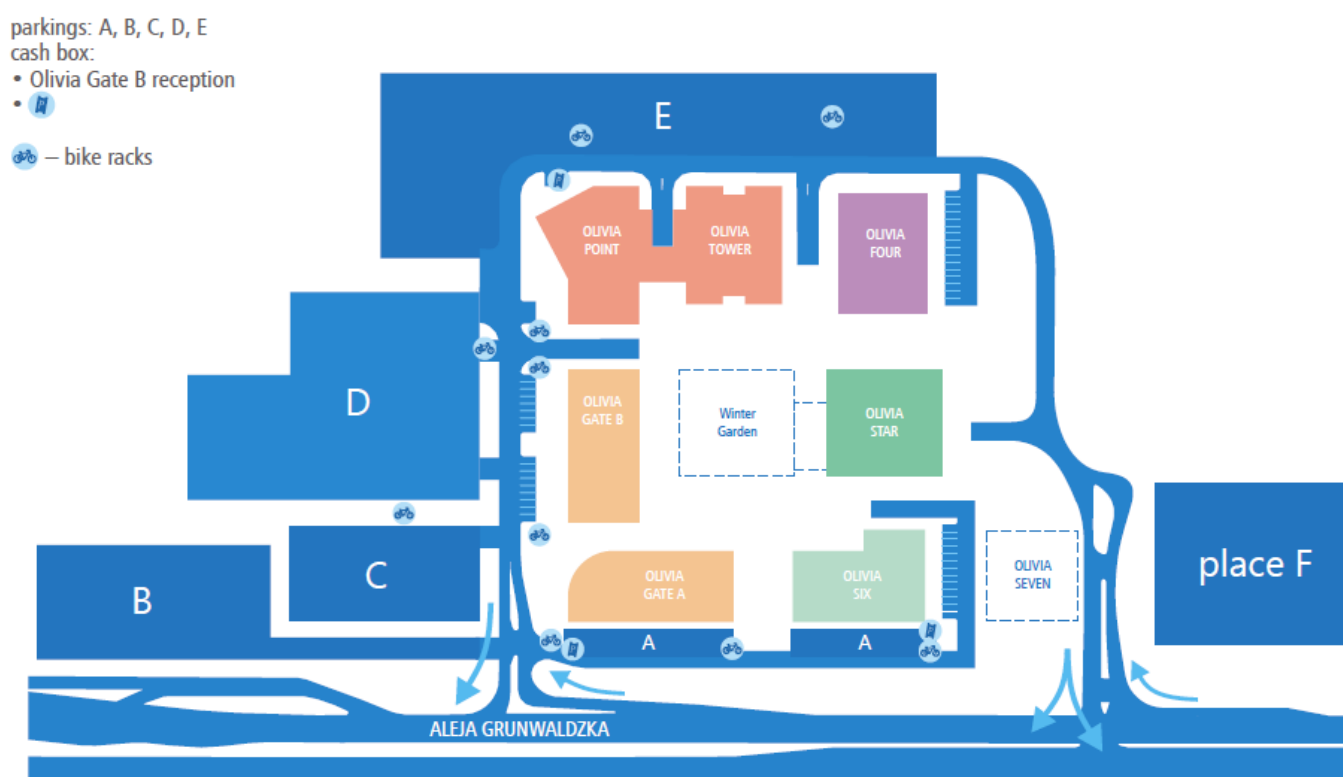 parkings: A, B, C, D, E
cash box:
• Olivia Gate B reception
•
– bike racks
E
OLIVIA
POINT
OLIVIA
TOWER
OLIVIA
FOUR
D
OLIVIA
GATE B
Winter
Garden
OLIVIA
STAR
B
C
OLIVIA
GATE A
OLIVIA
SIX
OLIVIA
SEVEN
place F
A
A
ALEJA GRUNWALDZKA